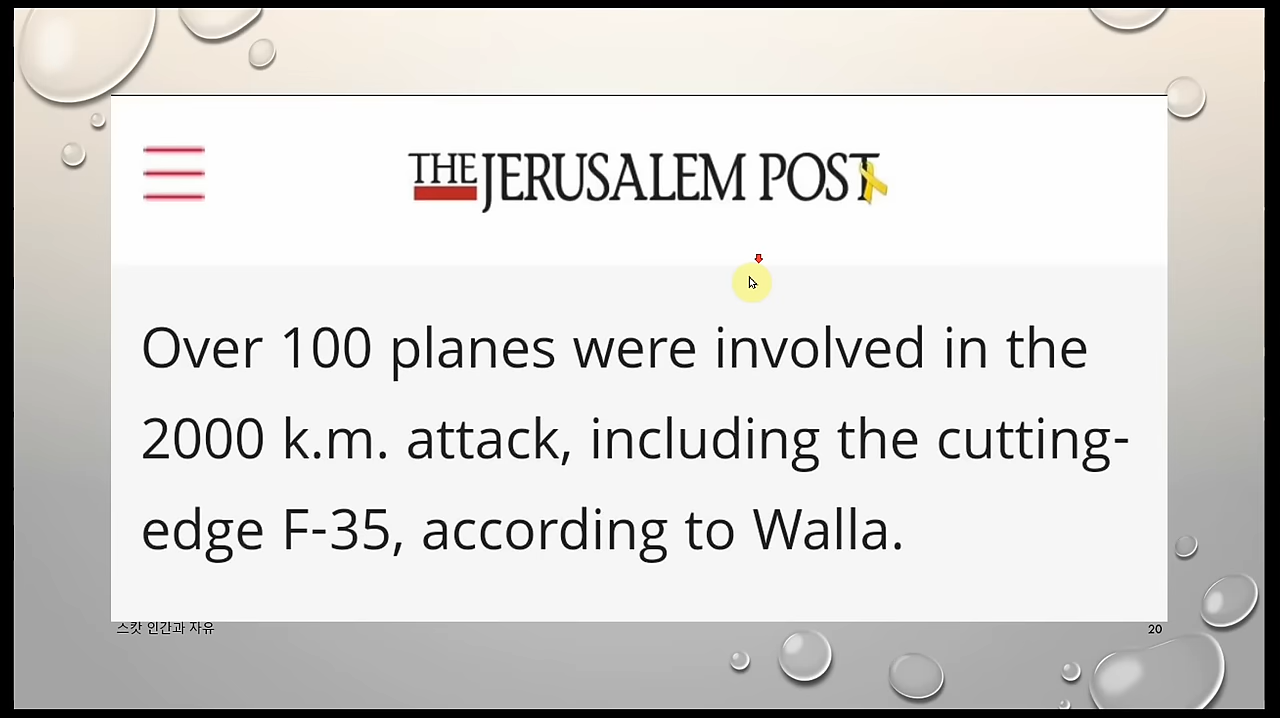 THE JERUSALEM POST
Over 100 planes were involved in the
2000 k.m. attack, including the cutting-
edge F-35, according to Walla.
스캇 인간과 자유
20